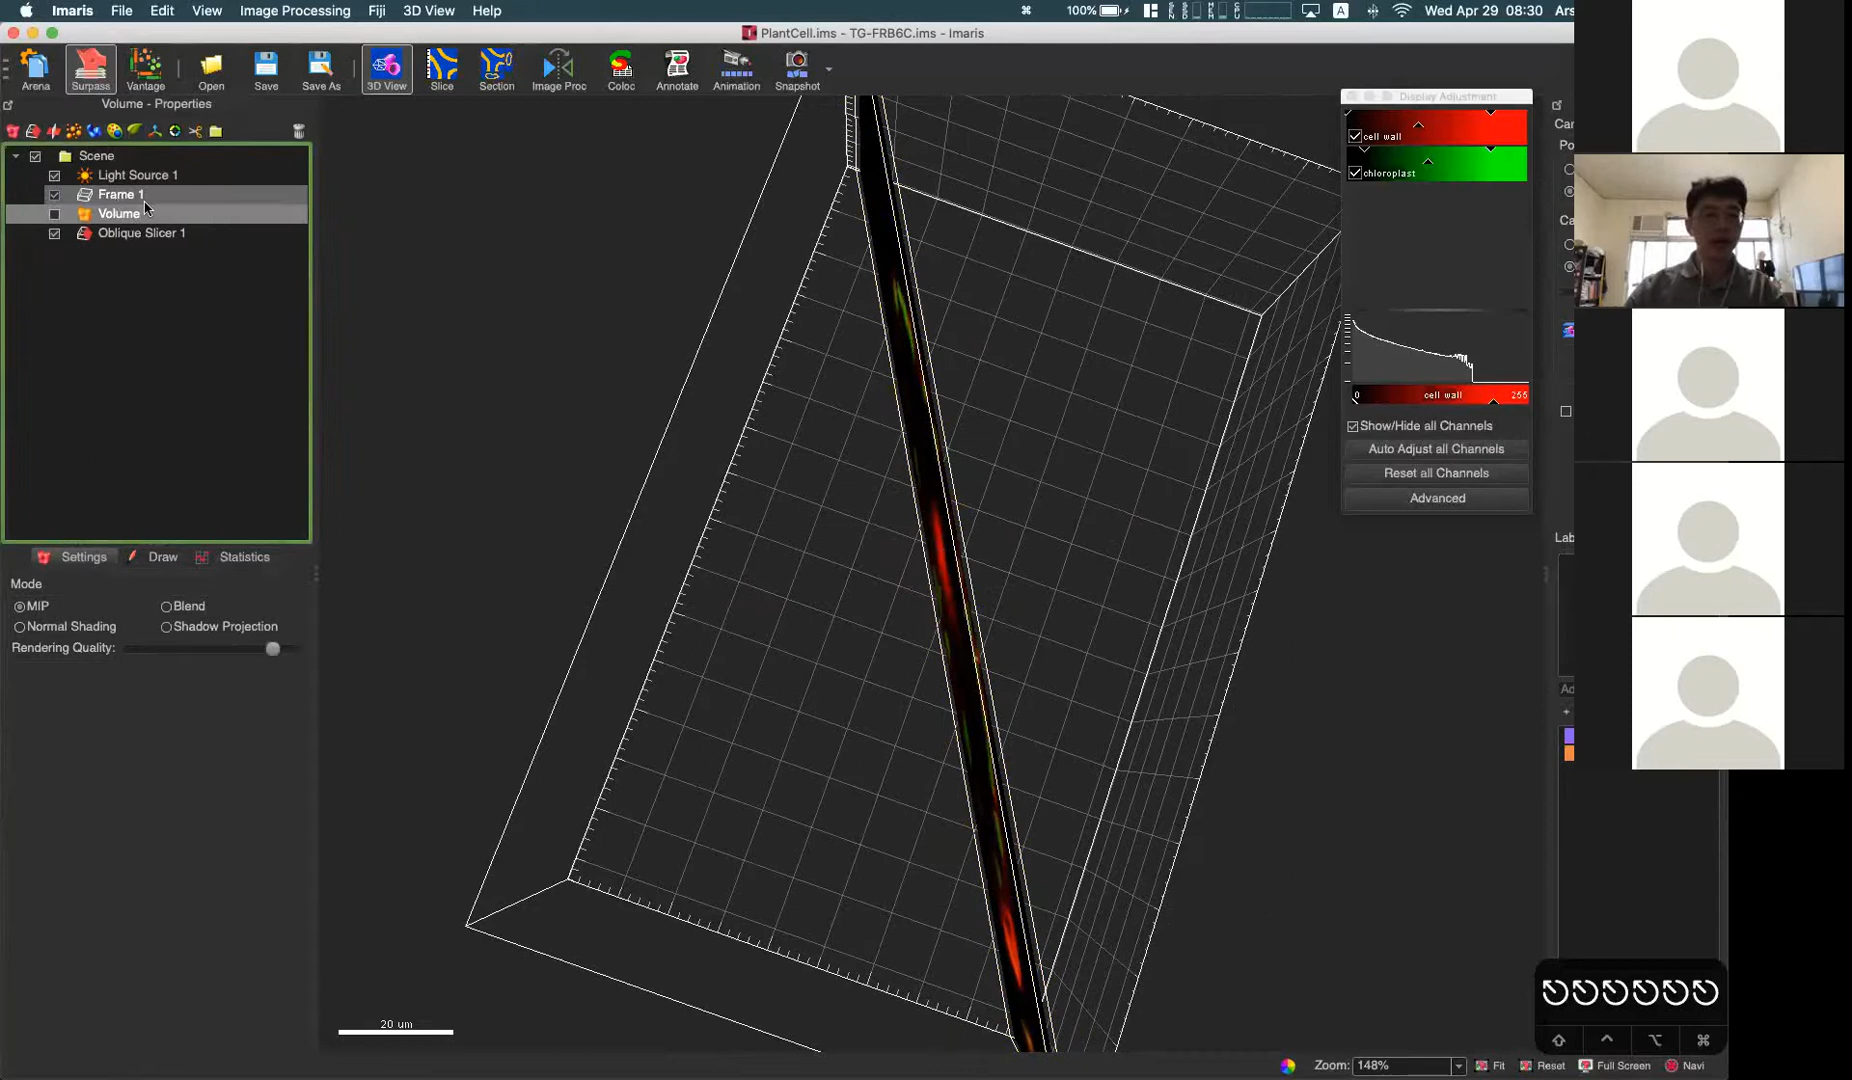 Imaris File Edit View Image Processing Fiji 3D View Help 100% A Wed Apr 29 08:30 Ars
PlantCell.ims - TG-FRB6C.ims - Imaris
Arena Surpass Vantage Open Save Save As 3D View Slice Section Image Proc Coloc Annotate Animation Snapshot
Volume - Properties
Display Adjustment
Scene
Light Source 1
Frame 1
Volume
Oblique Slicer 1
cell wall
chloroplast
0 cell wall 255
Show/Hide all Channels
Auto Adjust all Channels
Reset all Channels
Advanced
Settings Draw Statistics
Mode
MIP Blend
Normal Shading Shadow Projection
Rendering Quality:
20 um
Zoom: 148% Fit Reset Full Screen Navi